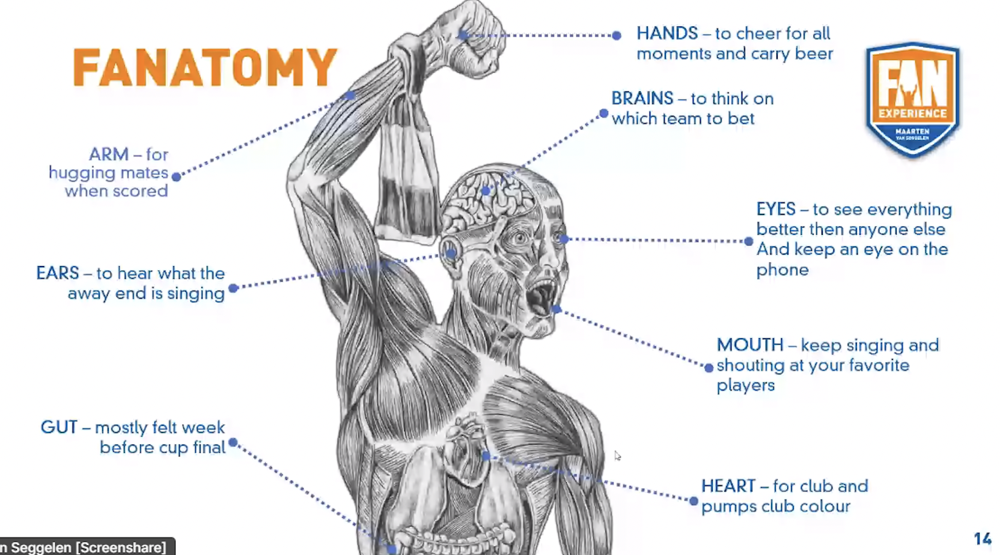 FANATOMY
HANDS – to cheer for all
moments and carry beer
FAN
EXPERIENCE
MAARTEN
VAN SEGGELEN
BRAINS – to think on
which team to bet
ARM – for
hugging mates
when scored
EYES – to see everything
better then anyone else
And keep an eye on the
phone
EARS – to hear what the
away end is singing
MOUTH – keep singing and
shouting at your favorite
players
GUT – mostly felt week
before cup final
HEART – for club and
pumps club colour
14
n Seggelen [Screenshare]